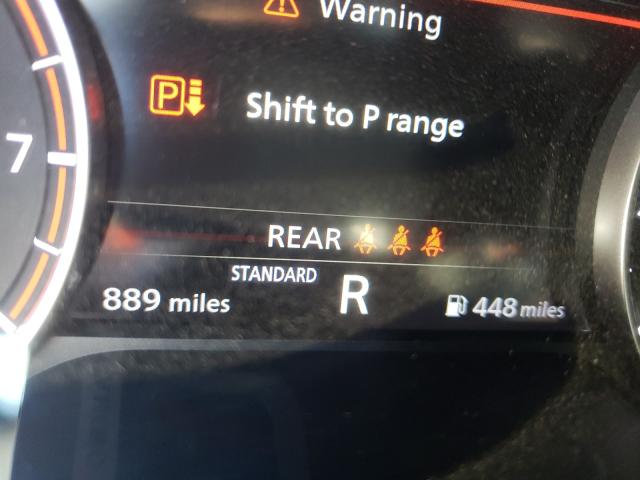 Warning
P
Shift to P range
7
REAR
STANDARD
889 miles R 448 miles